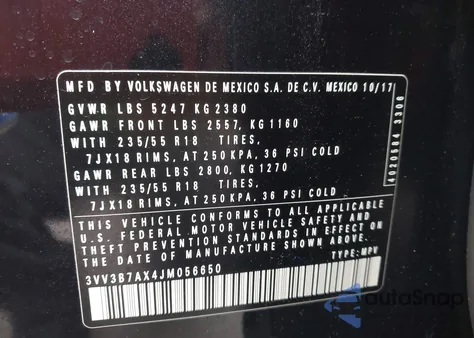 MFD BY VOLKSWAGEN DE MEXICO S.A. DE C.V. MEXICO 10/17
GVWR LBS 5247 KG 2380
GAWR FRONT LBS 2557, KG 1160
WITH 235/55 R18 TIRES,
7JX18 RIMS, AT 250 KPA, 36 PSI COLD
GAWR REAR LBS 2800, KG 1270
WITH 235/55 R18 TIRES,
7JX18 RIMS, AT 250 KPA, 36 PSI COLD
THIS VEHICLE CONFORMS TO ALL APPLICABLE
U.S. FEDERAL MOTOR VEHICLE SAFETY AND
THEFT PREVENTION STANDARDS IN EFFECT ON
THE DATE OF MANUFACTURE SHOWN ABOVE.
3VV3B7AX4JM056650 TYPE: MPV
autoSnap